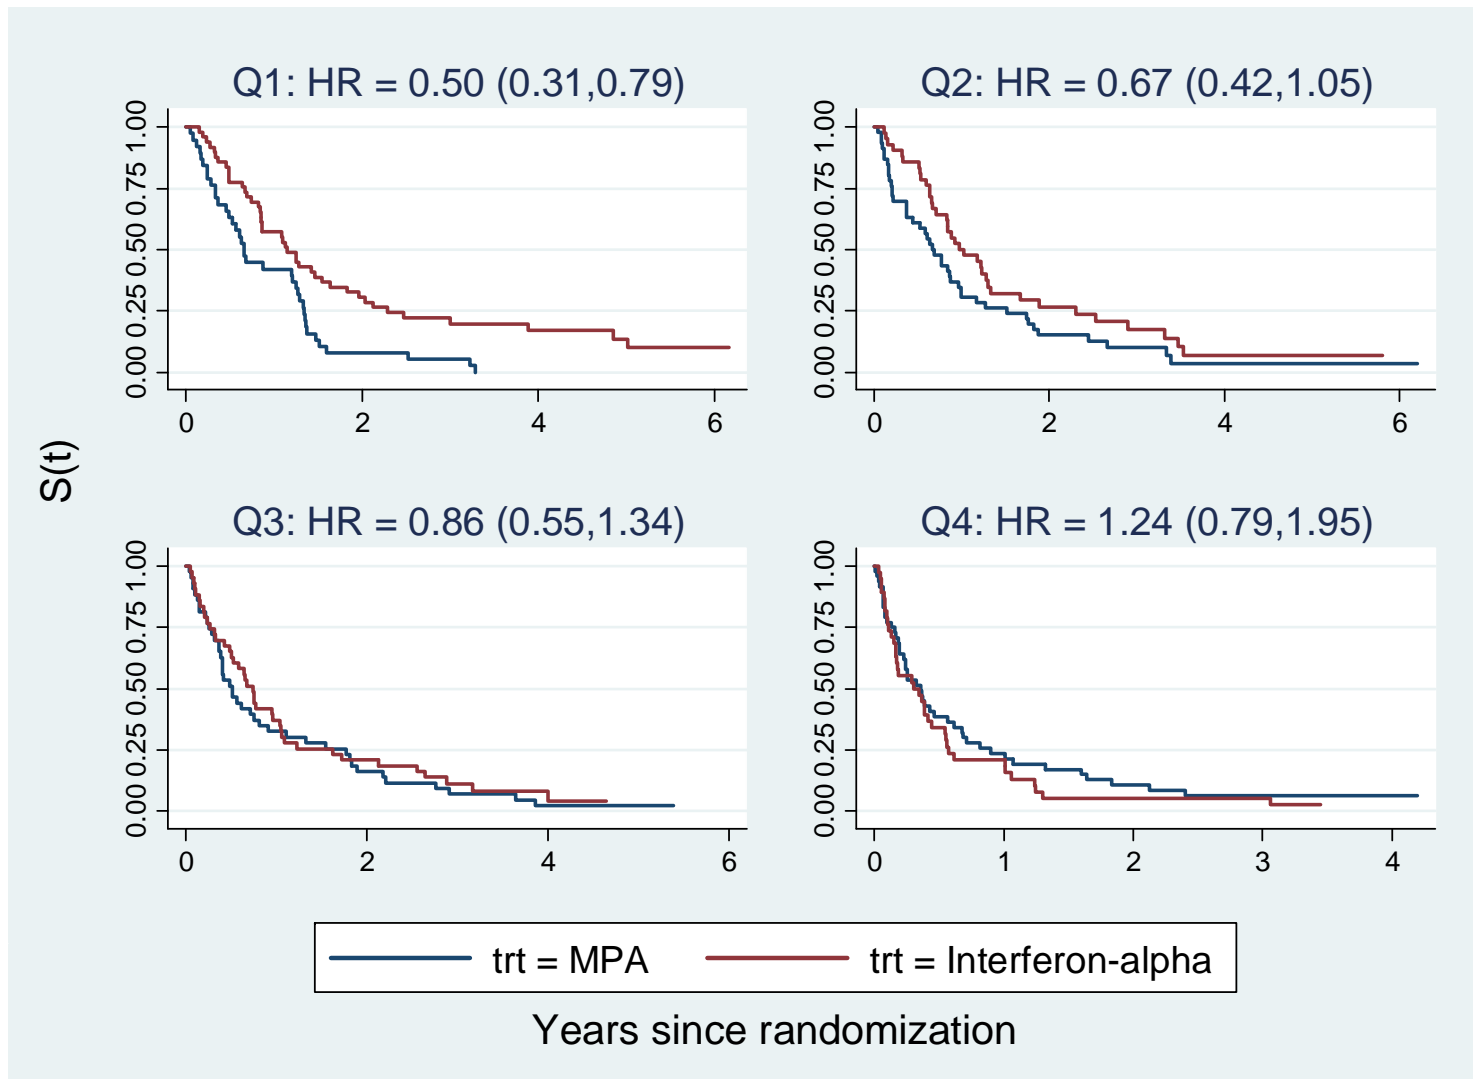 Q1: HR = 0.50 (0.31,0.79)
0.00 0.25 0.50 0.75 1.00
0 2 4 6
Q2: HR = 0.67 (0.42,1.05)
0.00 0.25 0.50 0.75 1.00
0 2 4 6
S(t)
Q3: HR = 0.86 (0.55,1.34)
0.00 0.25 0.50 0.75 1.00
0 2 4 6
Q4: HR = 1.24 (0.79,1.95)
0.00 0.25 0.50 0.75 1.00
0 1 2 3 4
trt = MPA trt = Interferon-alpha
Years since randomization